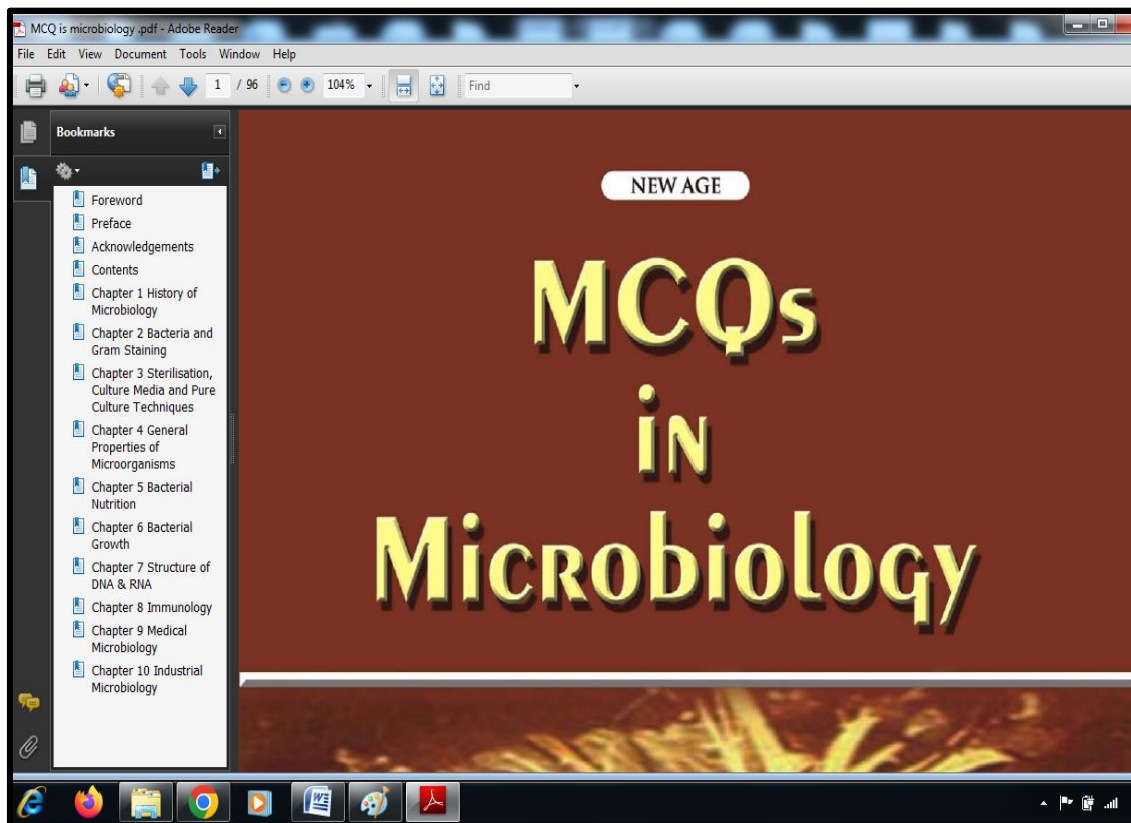 MCQ is microbiology .pdf - Adobe Reader
File Edit View Document Tools Window Help
1 / 96 104% Find
Bookmarks
Foreword
Preface
Acknowledgements
Contents
Chapter 1 History of
Microbiology
Chapter 2 Bacteria and
Gram Staining
Chapter 3 Sterilisation,
Culture Media and Pure
Culture Techniques
Chapter 4 General
Properties of
Microorganisms
Chapter 5 Bacterial
Nutrition
Chapter 6 Bacterial
Growth
Chapter 7 Structure of
DNA & RNA
Chapter 8 Immunology
Chapter 9 Medical
Microbiology
Chapter 10 Industrial
Microbiology
NEW AGE
MCQs
in
Microbiology